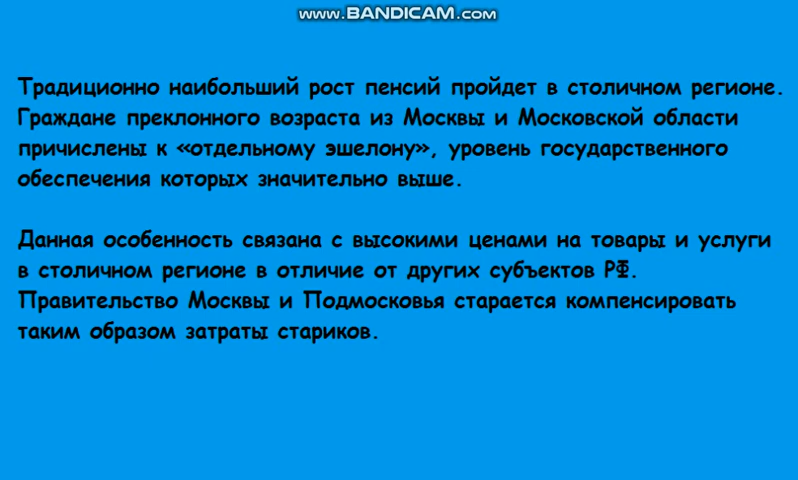 www.BANDICAM.com
Традиционно наибольший рост пенсий пройдет в столичном регионе.
Граждане преклонного возраста из Москвы и Московской области
причислены к «отдельному эшелону», уровень государственного
обеспечения которых значительно выше.
Данная особенность связана с высокими ценами на товары и услуги
в столичном регионе в отличие от других субъектов РФ.
Правительство Москвы и Подмосковья старается компенсировать
таким образом затраты стариков.